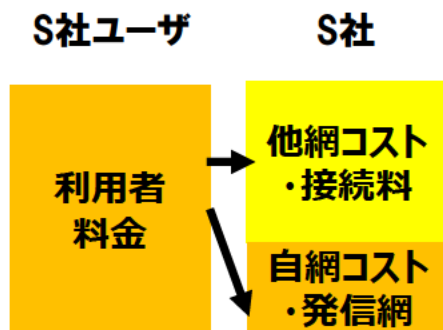 S社ユーザ
S社
利用者
料金
他網コスト
・接続料
自網コスト
・発信網